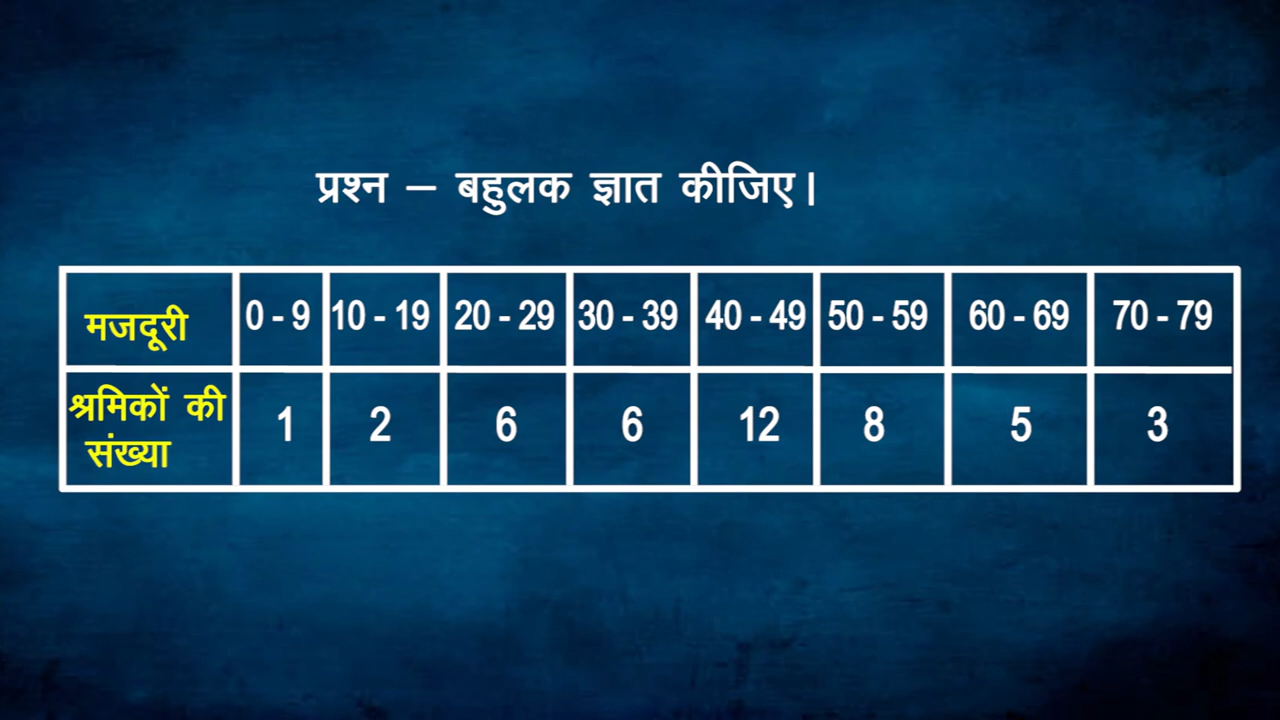 प्रश्न – बहुलक ज्ञात कीजिए।
मजदूरी 0 - 9 10 - 19 20 - 29 30 - 39 40 - 49 50 - 59 60 - 69 70 - 79
श्रमिकों की संख्या 1 2 6 6 12 8 5 3